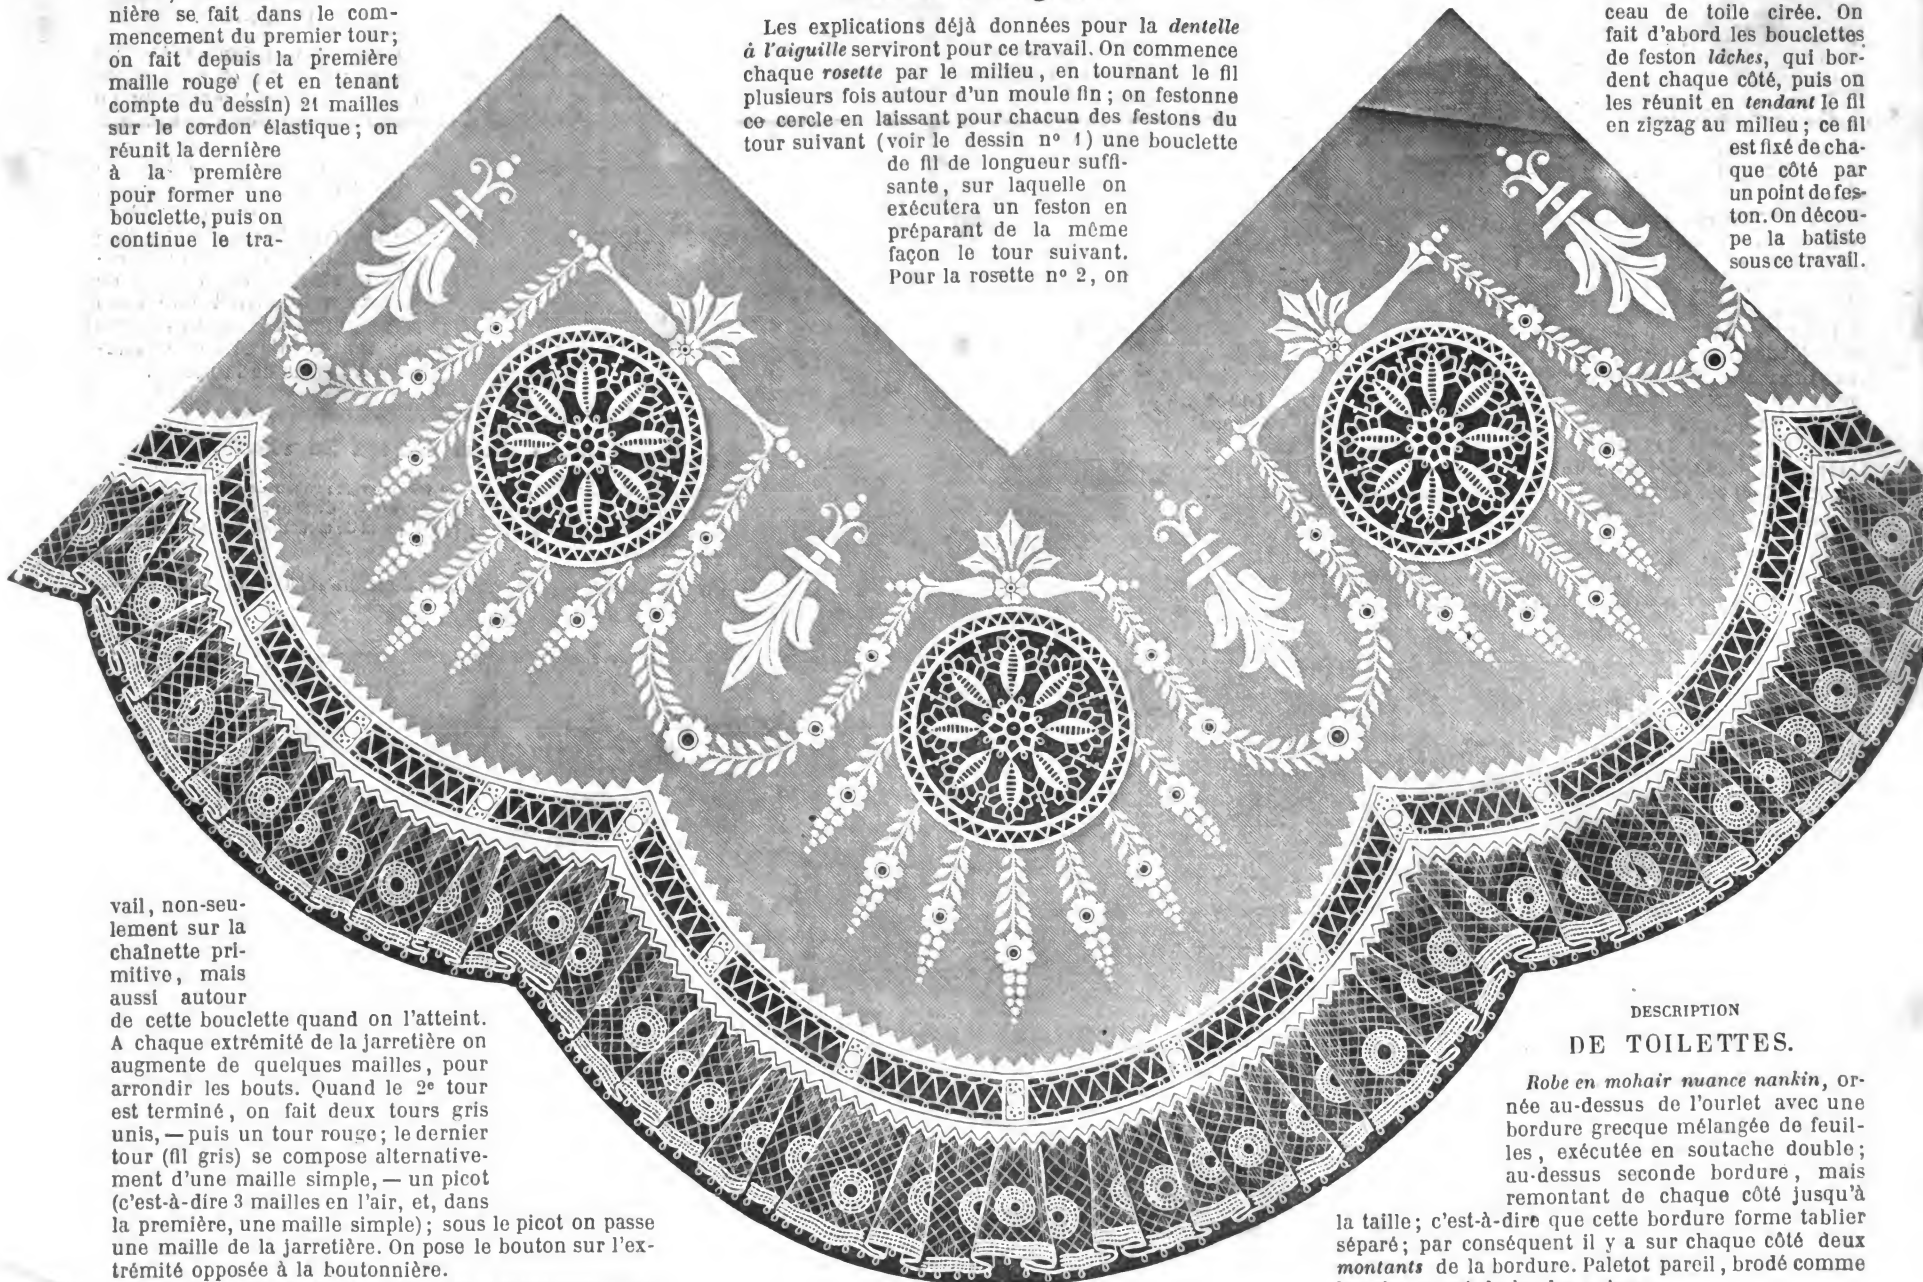 nière se fait dans le com-
mencement du premier tour;
on fait depuis la première
maille rouge (et en tenant
compte du dessin) 21 mailles
sur le cordon élastique; on
réunit la dernière
à la première
pour former une
bouclette, puis on
continue le tra-
vail, non-seu-
lement sur la
chaînette pri-
mitive, mais
aussi autour
de cette bouclette quand on l'atteint.
A chaque extrémité de la jarretière on
augmente de quelques mailles, pour
arrondir les bouts. Quand le 2e tour
est terminé, on fait deux tours gris
unis, — puis un tour rouge; le dernier
tour (fil gris) se compose alternative-
ment d'une maille simple, — un picot
(c'est-à-dire 3 mailles en l'air, et, dans
la première, une maille simple); sous le picot on passe
une maille de la jarretière. On pose le bouton sur l'ex-
trémité opposée à la boutonnière.
Les explications déjà données pour la dentelle
à l'aiguille serviront pour ce travail. On commence
chaque rosette par le milieu, en tournant le fil
plusieurs fois autour d'un moule fin; on festonne
ce cercle en laissant pour chacun des festons du
tour suivant (voir le dessin no 1) une bouclette
de fil de longueur suffi-
sante, sur laquelle on
exécutera un feston en
préparant de la même
façon le tour suivant.
Pour la rosette no 2, on
ceau de toile cirée. On
fait d'abord les bouclettes
de feston lâches, qui bor-
dent chaque côté, puis on
les réunit en tendant le fil
en zigzag au milieu; ce fil
est fixé de cha-
que côté par
un point de fes-
ton. On décou-
pe la batiste
sous ce travail.
DESCRIPTION
DE TOILETTES.
Robe en mohair nuance nankin, or-
née au-dessus de l'ourlet avec une
bordure grecque mélangée de feuil-
les, exécutée en soutache double;
au-dessus seconde bordure, mais
remontant de chaque côté jusqu'à
la taille; c'est-à-dire que cette bordure forme tablier
séparé; par conséquent il y a sur chaque côté deux
montants de la bordure. Paletot pareil, brodé comme